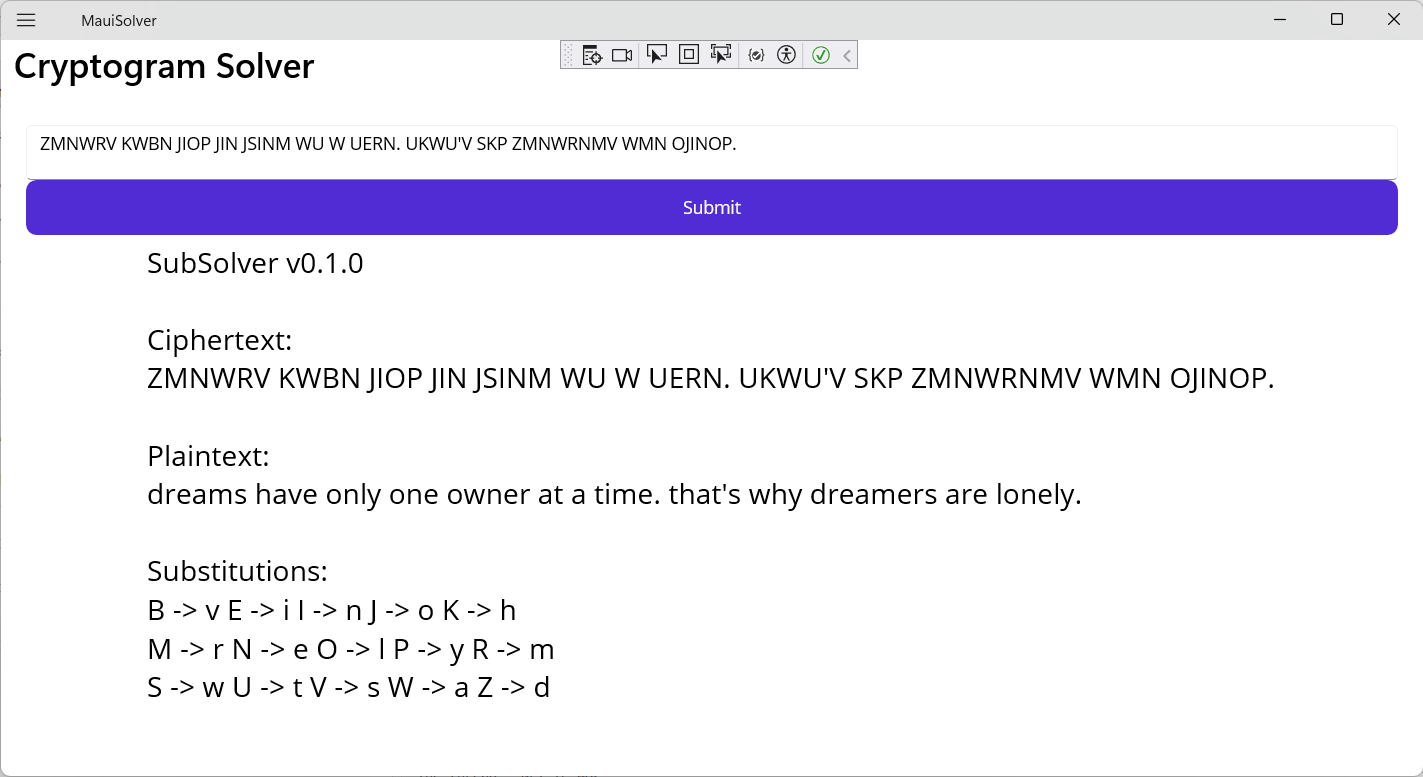 MauiSolver
Cryptogram Solver
ZMNWRV KWBN JIOP JIN JSINM WU W UERN. UKWU'V SKP ZMNWRNMV WMN OJINOP.
Submit
SubSolver v0.1.0
Ciphertext:
ZMNWRV KWBN JIOP JIN JSINM WU W UERN. UKWU'V SKP ZMNWRNMV WMN OJINOP.
Plaintext:
dreams have only one owner at a time. that's why dreamers are lonely.
Substitutions:
B -> v E -> i I -> n J -> o K -> h
M -> r N -> e O -> l P -> y R -> m
S -> w U -> t V -> s W -> a Z -> d